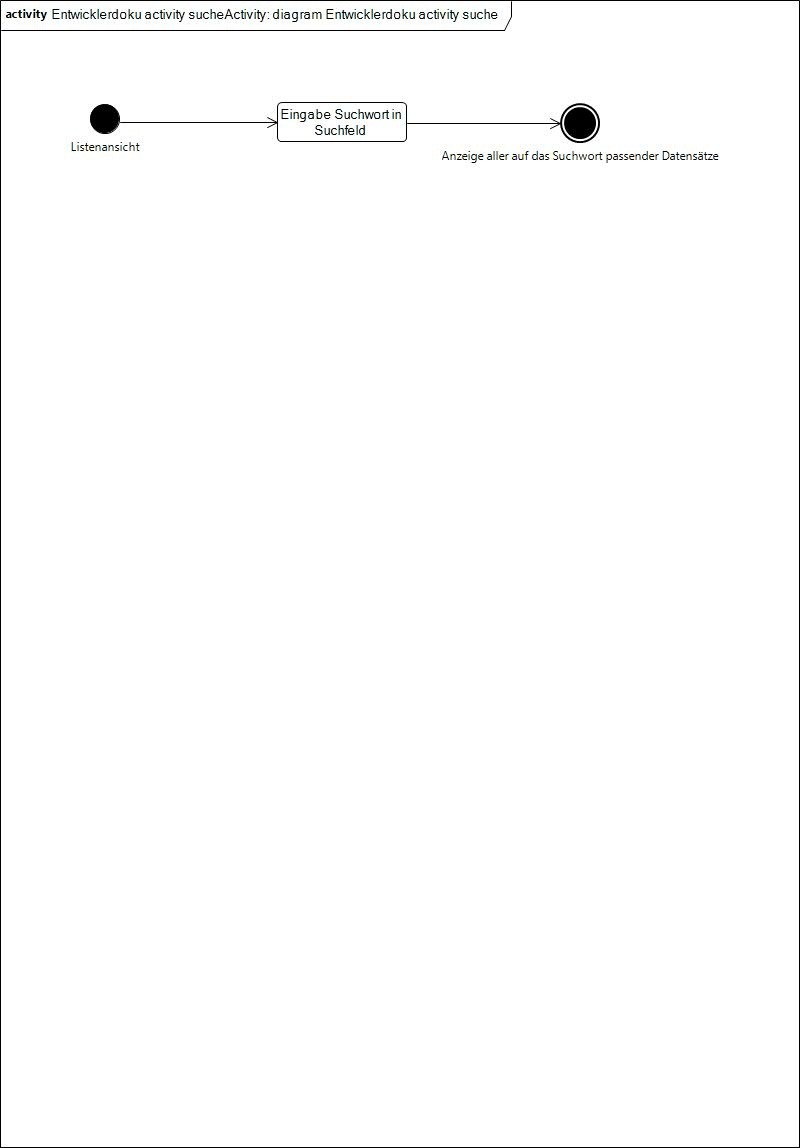 activity Entwicklerdoku activity sucheActivity: diagram Entwicklerdoku activity suche
Eingabe Suchwort in
Suchfeld
Listenansicht
Anzeige aller auf das Suchwort passender Datensätze